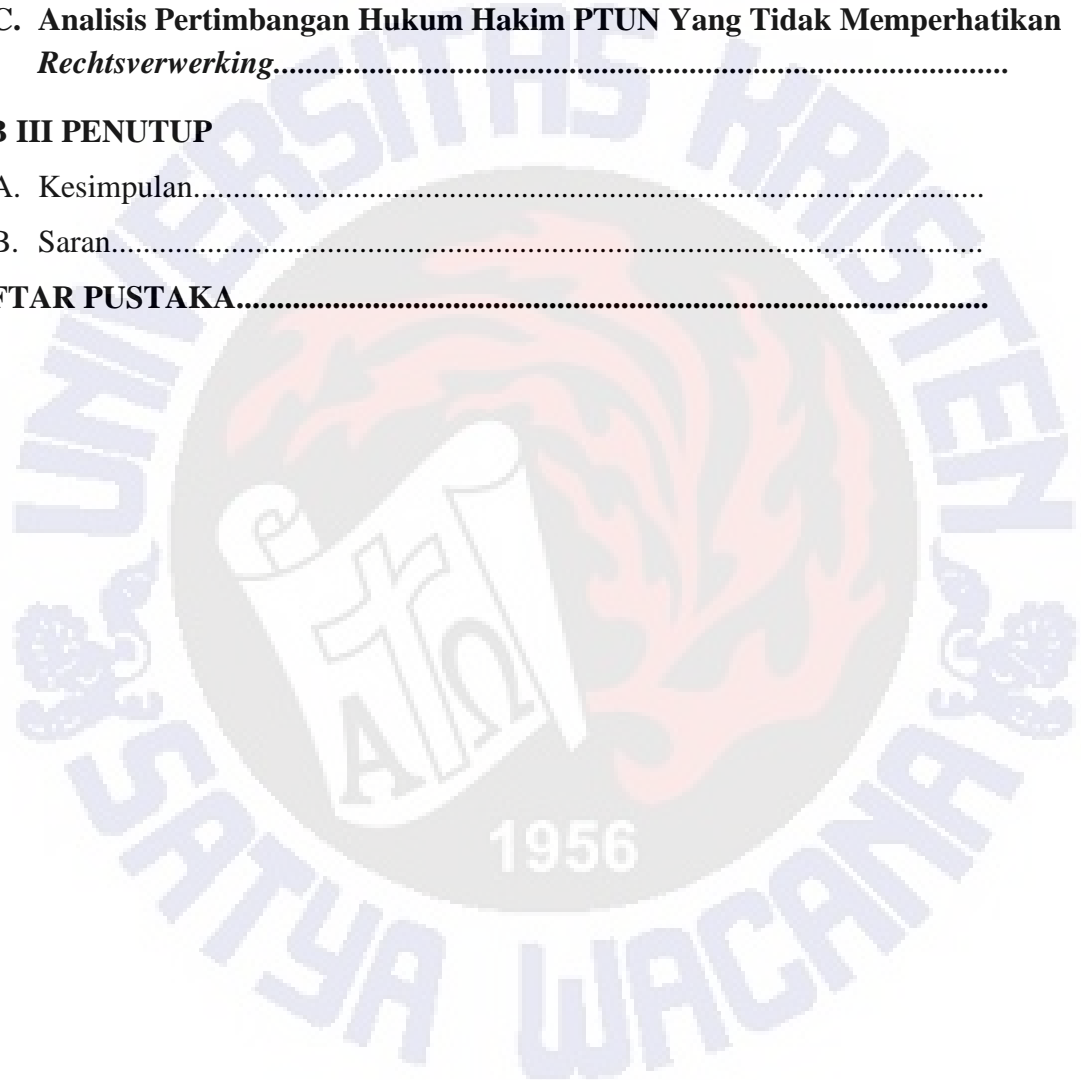 C. Analisis Pertimbangan Hukum Hakim PTUN Yang Tidak Memperhatikan
Rechtsverwerking.............................................................................................
B III PENUTUP
A. Kesimpulan....................................................................................................
B. Saran..............................................................................................................
FTAR PUSTAKA...............................................................................................
UNIVERSITAS KRISTEN
SATYA WACANA
A Ω
1956